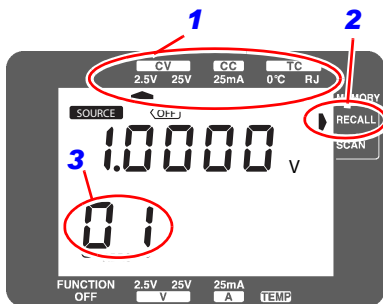 1
2
CV CC TC
2.5V 25V 25mA 0℃ RJ
MEMORY
SOURCE OFF
RECALL
1.0000 V
SCAN
3
01
FUNCTION 2.5V 25V 25mA
OFF V A TEMP